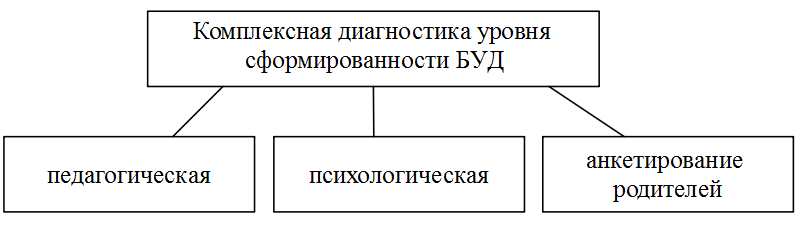 Комплексная диагностика уровня
сформированности БУД
педагогическая
психологическая
анкетирование
родителей